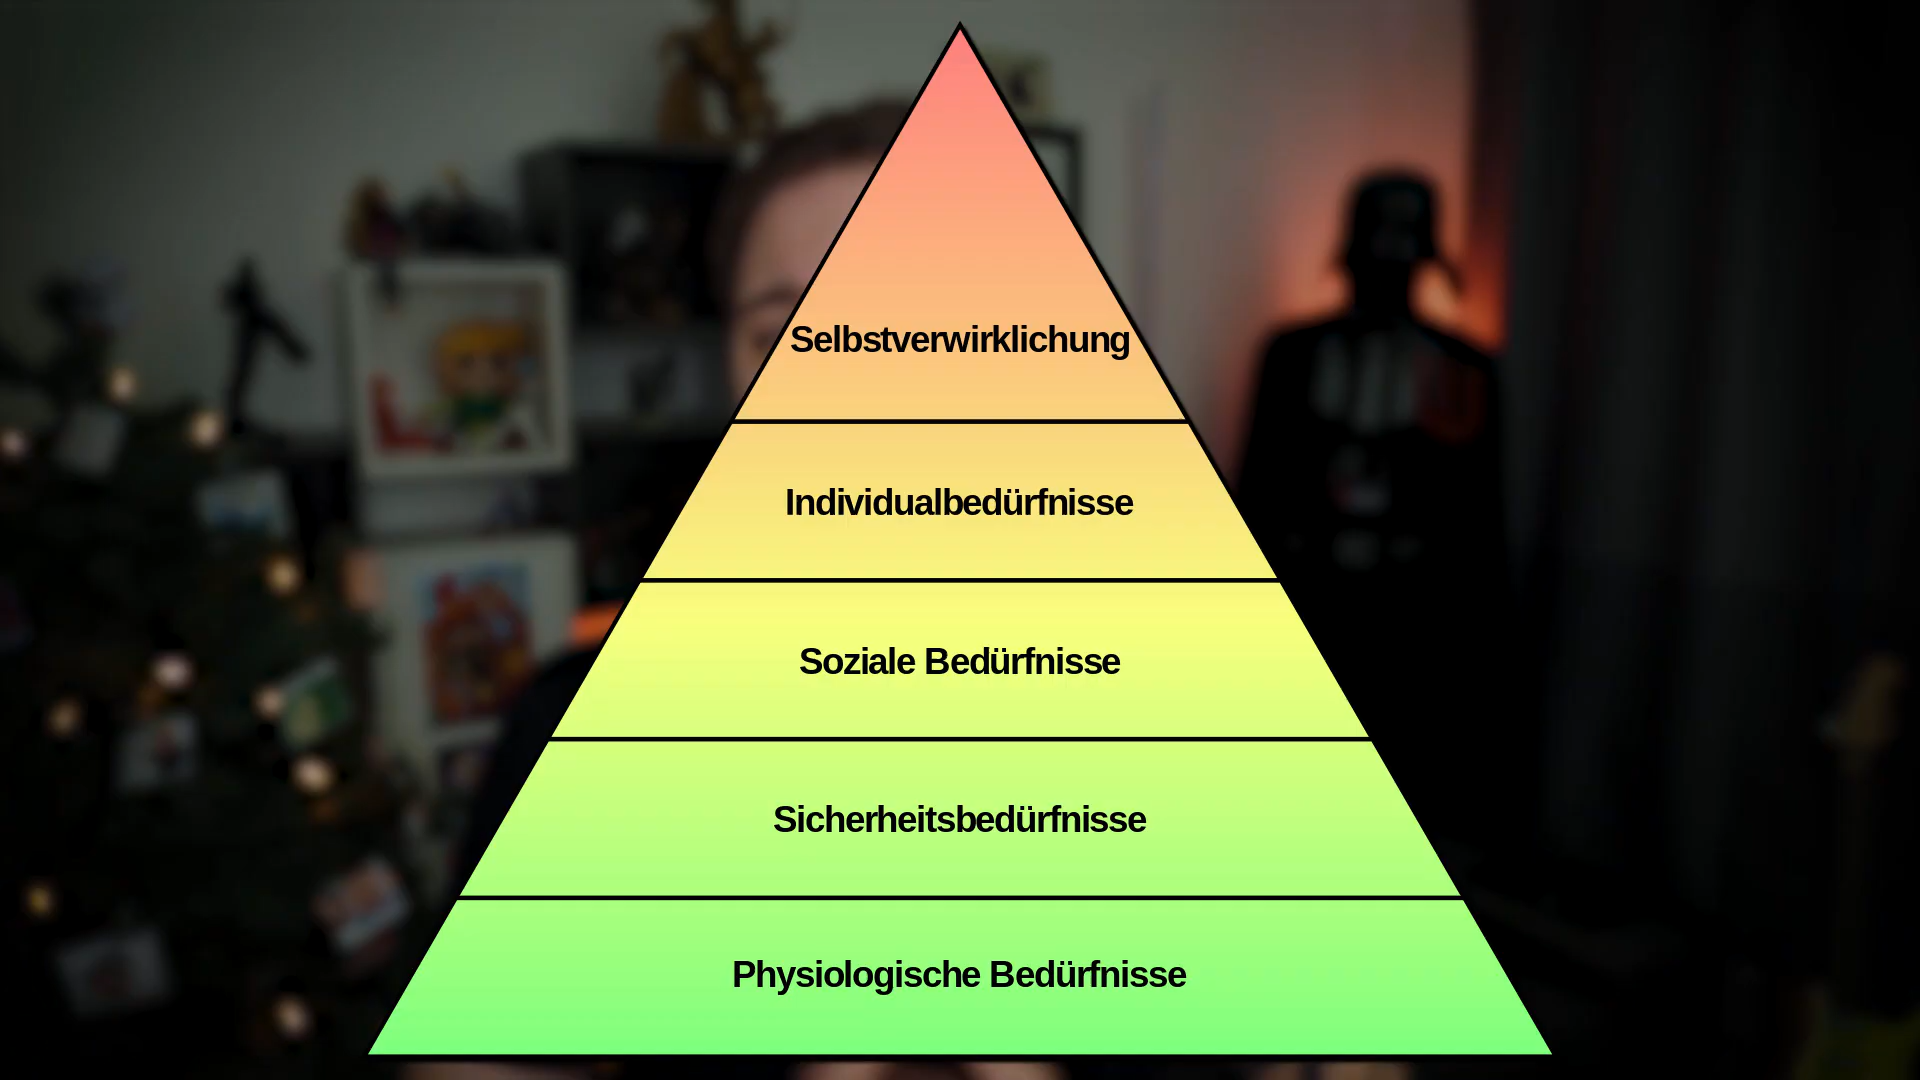 Selbstverwirklichung
Individualbedürfnisse
Soziale Bedürfnisse
Sicherheitsbedürfnisse
Physiologische Bedürfnisse